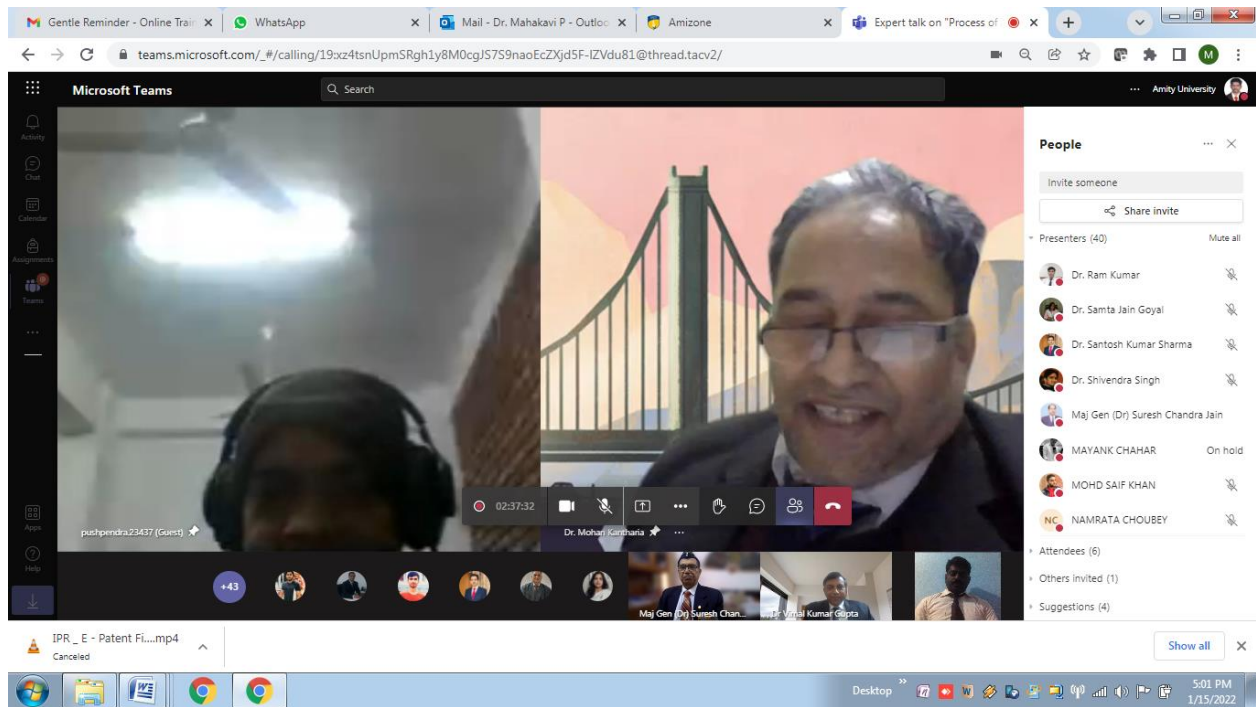 Gentle Reminder - Online Train
WhatsApp
Mail - Dr. Mahakavi P - Outloo
Amizone
Expert talk on "Process of
teams.microsoft.com/_#/calling/19:xz4tsnUpmSRgh1y8M0cgJS7S9naoEcZXjd5F-IZVdu81@thread.tacv2/
M
Microsoft Teams
Search
Amity University
Activity
Chat
Calendar
Assignments
Teams
Apps
Help
pushpendra.23437 (Guest)
02:37:32
Dr. Mohan Kantharia
+43
Maj Gen (Dr) Suresh Chan...
Dr Vimal Kumar Gupta
People
Invite someone
Share invite
Presenters (40) Mute all
Dr. Ram Kumar
Dr. Samta Jain Goyal
Dr. Santosh Kumar Sharma
Dr. Shivendra Singh
Maj Gen (Dr) Suresh Chandra Jain
MAYANK CHAHAR On hold
MOHD SAIF KHAN
NC NAMRATA CHOUBEY
Attendees (6)
Others invited (1)
Suggestions (4)
IPR _ E - Patent Fi....mp4
Canceled
Show all
Desktop
5:01 PM
1/15/2022